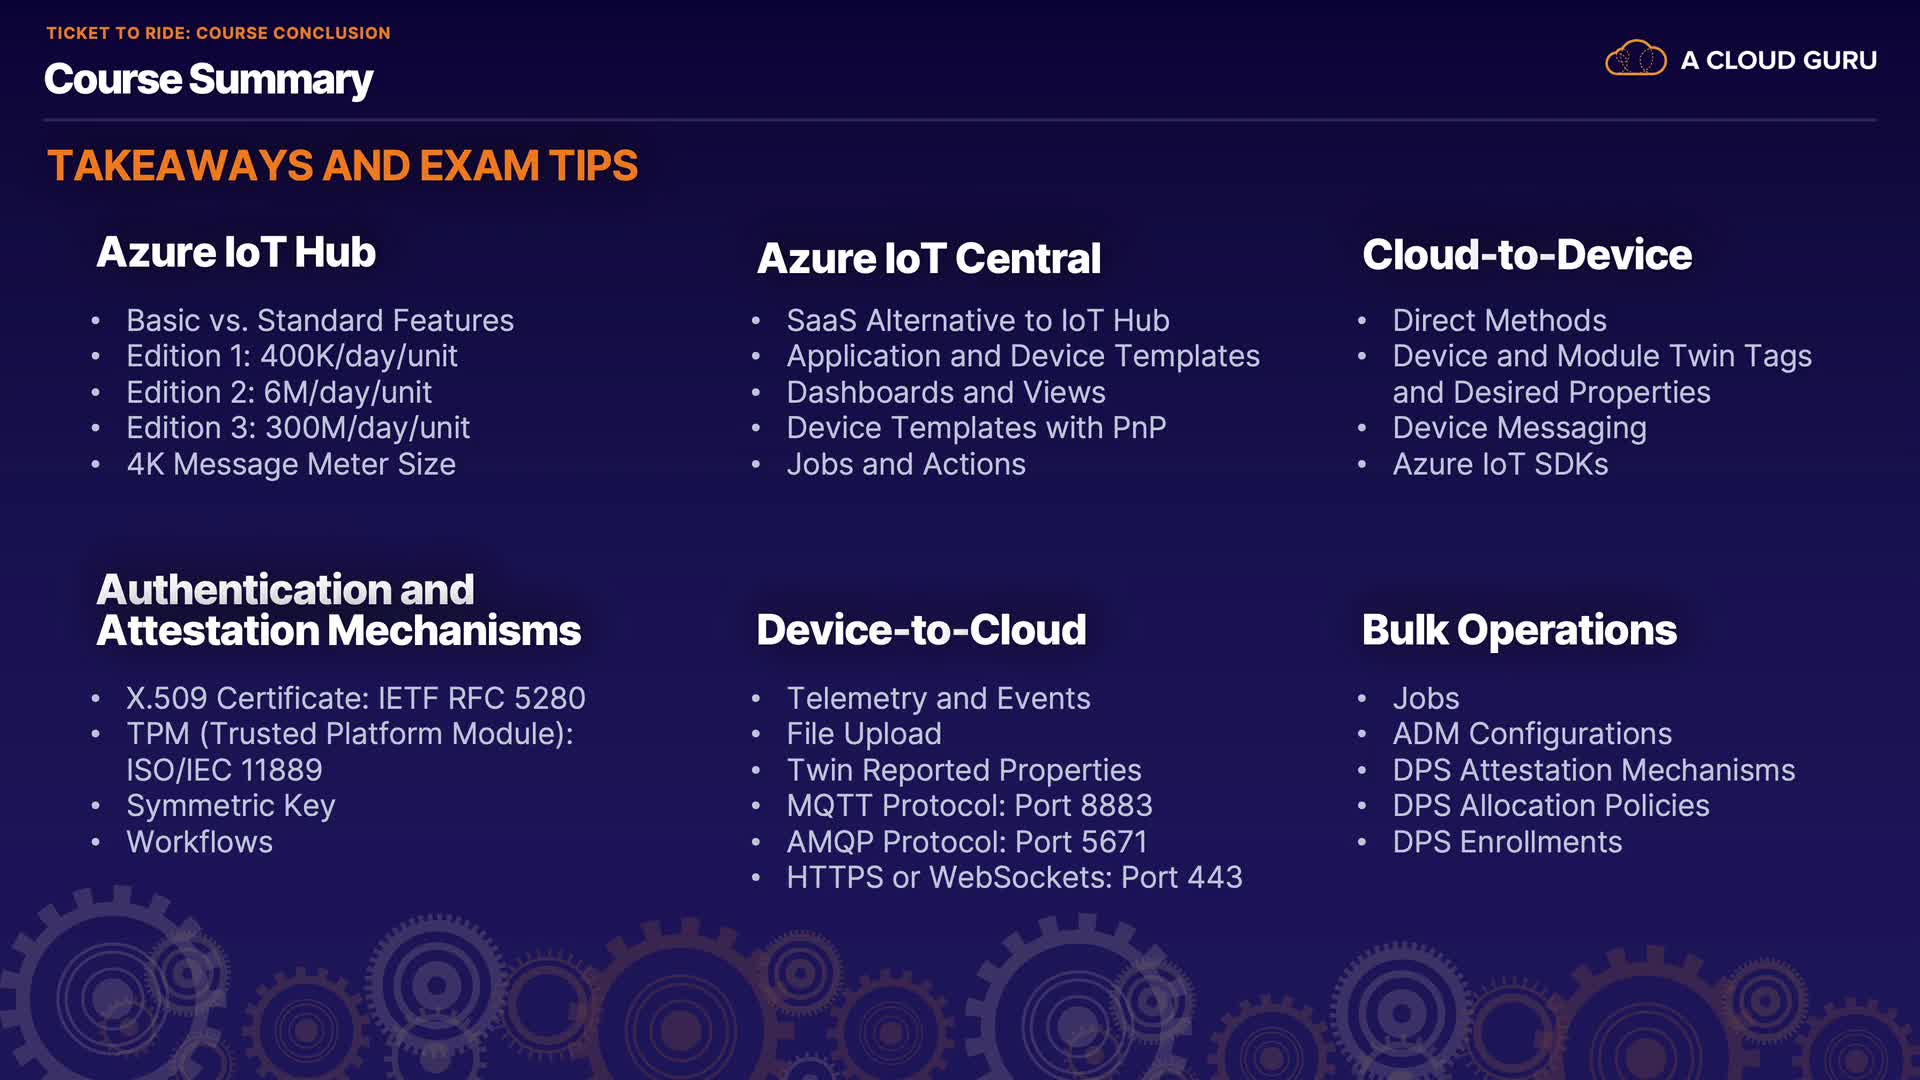 TICKET TO RIDE: COURSE CONCLUSION
Course Summary
A CLOUD GURU
TAKEAWAYS AND EXAM TIPS
Azure IoT Hub
• Basic vs. Standard Features
• Edition 1: 400K/day/unit
• Edition 2: 6M/day/unit
• Edition 3: 300M/day/unit
• 4K Message Meter Size
Azure IoT Central
• SaaS Alternative to IoT Hub
• Application and Device Templates
• Dashboards and Views
• Device Templates with PnP
• Jobs and Actions
Cloud-to-Device
• Direct Methods
• Device and Module Twin Tags
and Desired Properties
• Device Messaging
• Azure IoT SDKs
Authentication and
Attestation Mechanisms
• X.509 Certificate: IETF RFC 5280
• TPM (Trusted Platform Module):
ISO/IEC 11889
• Symmetric Key
• Workflows
Device-to-Cloud
• Telemetry and Events
• File Upload
• Twin Reported Properties
• MQTT Protocol: Port 8883
• AMQP Protocol: Port 5671
• HTTPS or WebSockets: Port 443
Bulk Operations
• Jobs
• ADM Configurations
• DPS Attestation Mechanisms
• DPS Allocation Policies
• DPS Enrollments